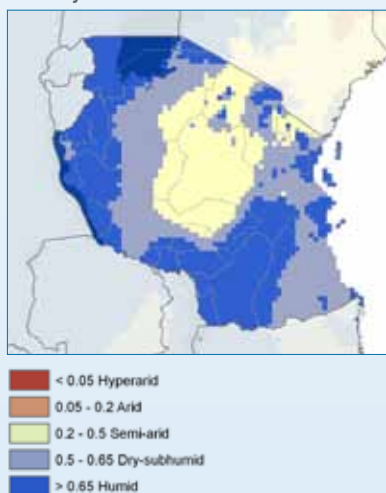 < 0.05 Hyperarid
0.05 - 0.2 Arid
0.2 - 0.5 Semi-arid
0.5 - 0.65 Dry-subhumid
> 0.65 Humid